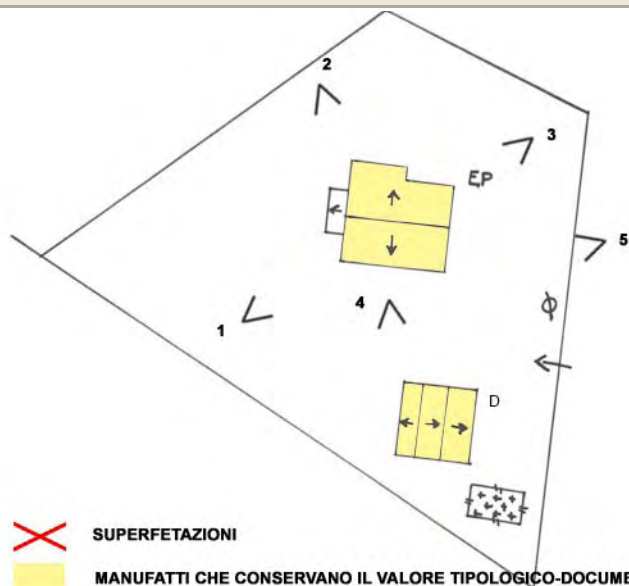 2
3
EP
5
4
1
D
SUPERFETAZIONI
MANUFATTI CHE CONSERVANO IL VALORE TIPOLOGICO-DOCUME